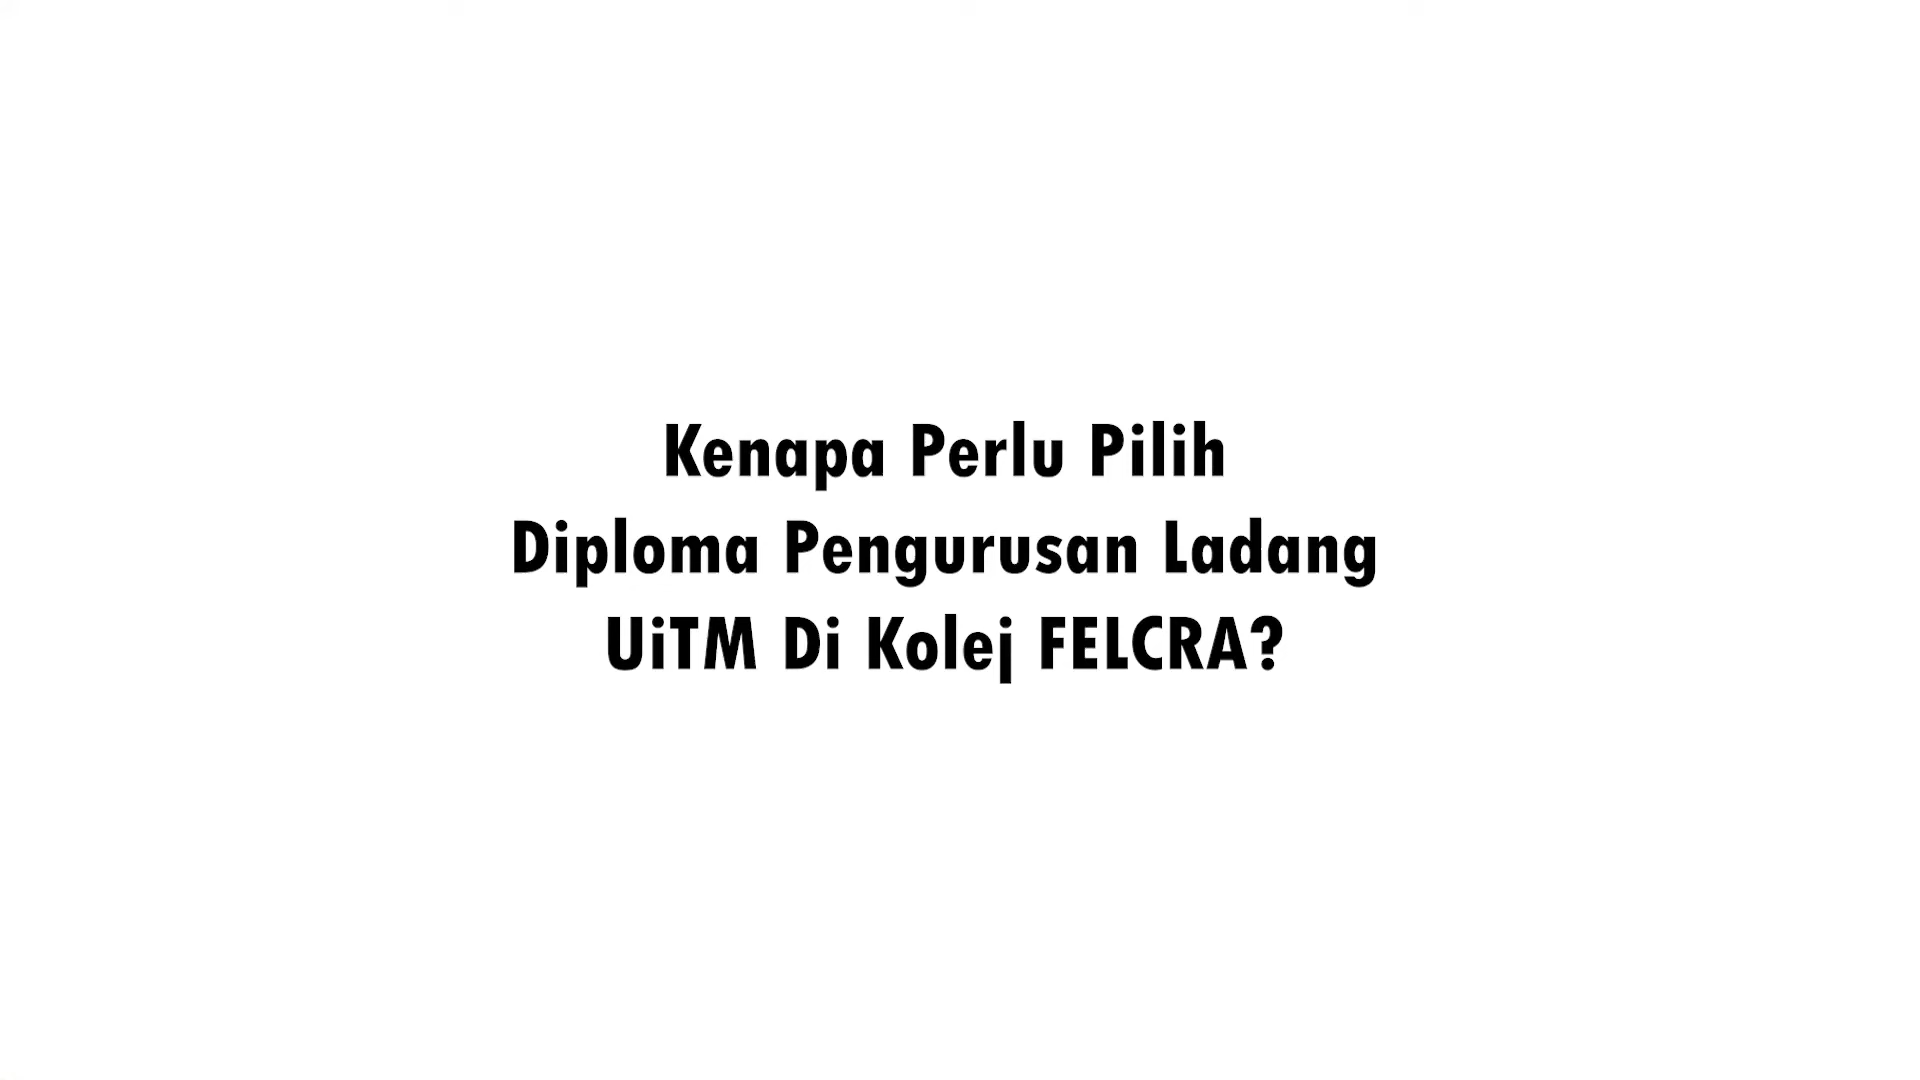 Kenapa Perlu Pilih
Diploma Pengurusan Ladang
UiTM Di Kolej FELCRA?